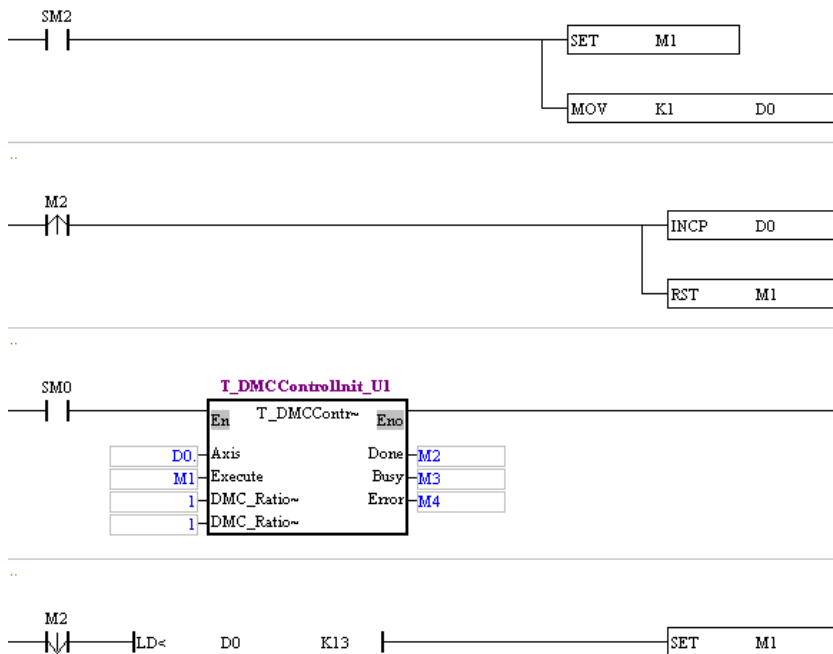 SM2
SET M1
MOV K1 D0
..
M2
INCP D0
RST M1
..
SM0
T_DMCControlInit_U1
En T_DMCContr~ Eno
D0. Axis Done M2
M1 Execute Busy M3
1 DMC_Ratio~ Error M4
1 DMC_Ratio~
..
M2
LD< D0 K13 SET M1